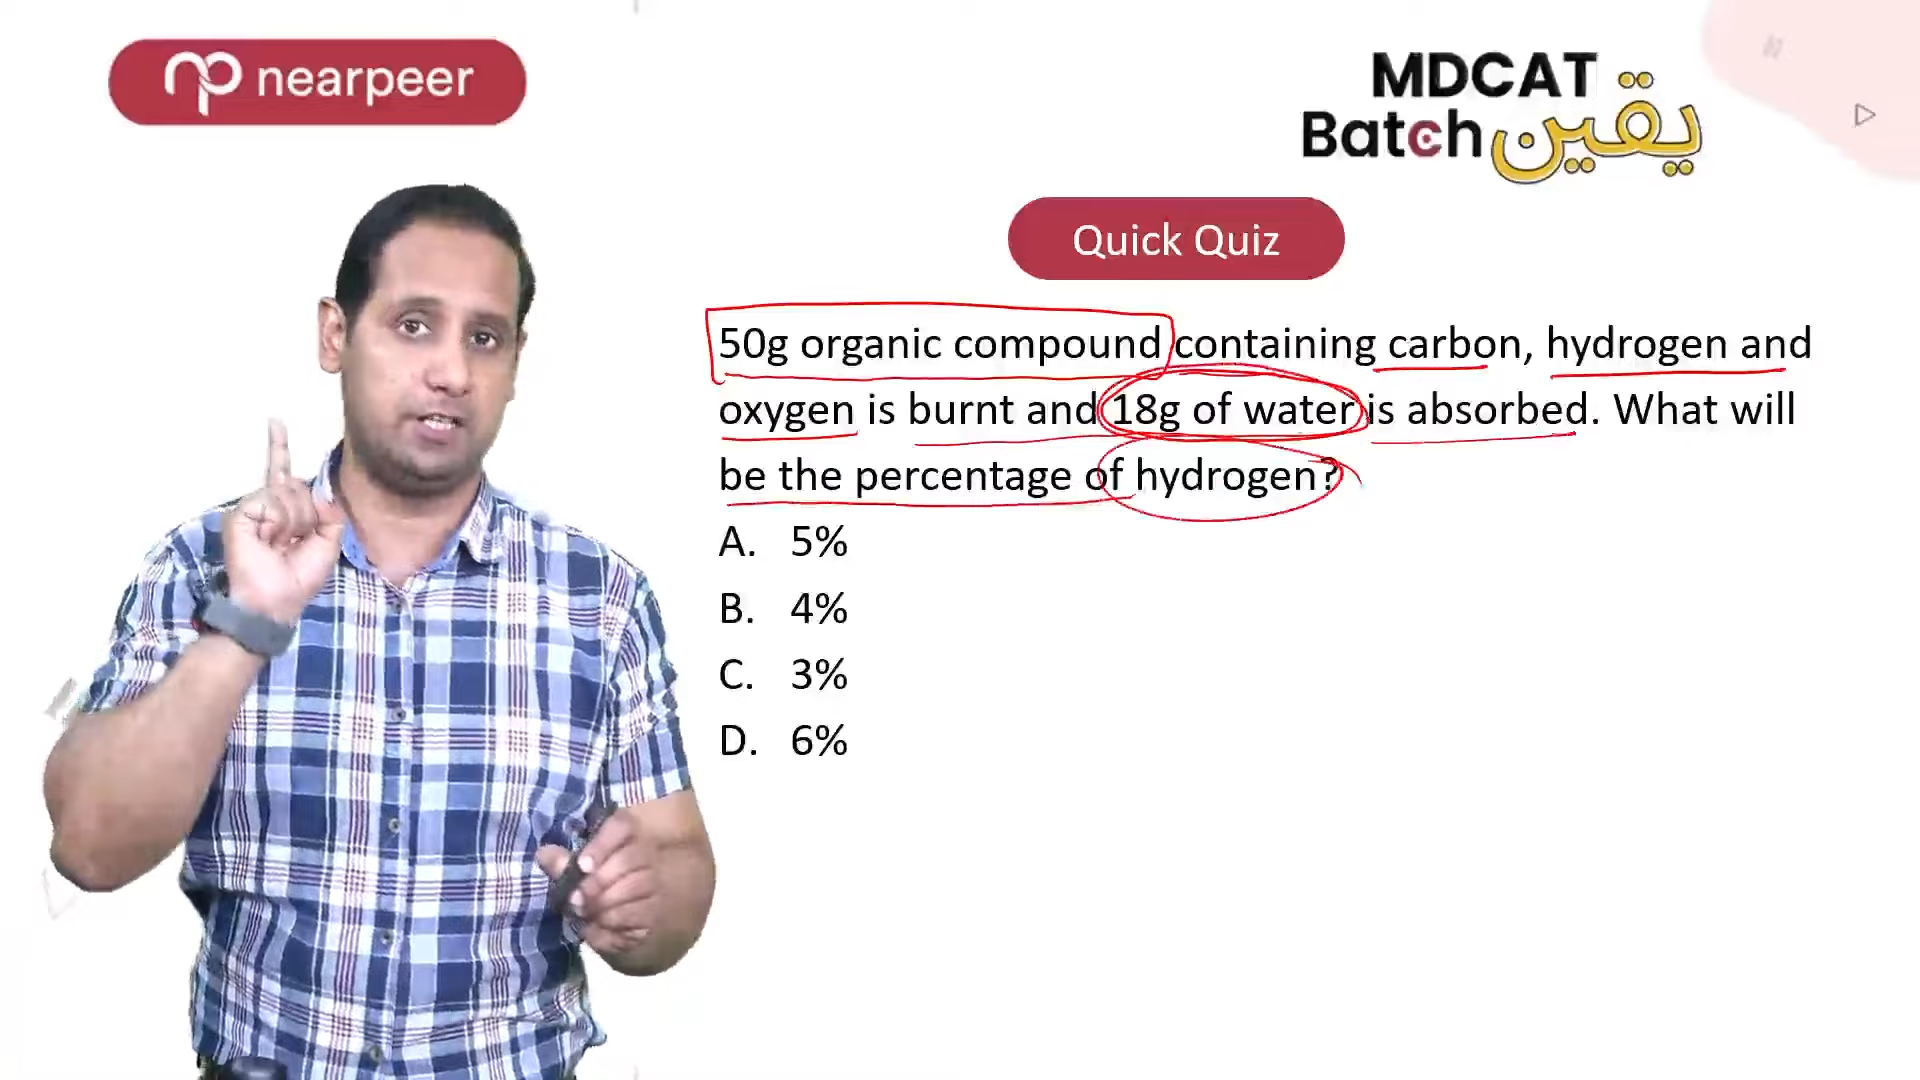 nearpeer
MDCAT
Batch يقين
Quick Quiz
50g organic compound containing carbon, hydrogen and
oxygen is burnt and 18g of water is absorbed. What will
be the percentage of hydrogen?
A. 5%
B. 4%
C. 3%
D. 6%